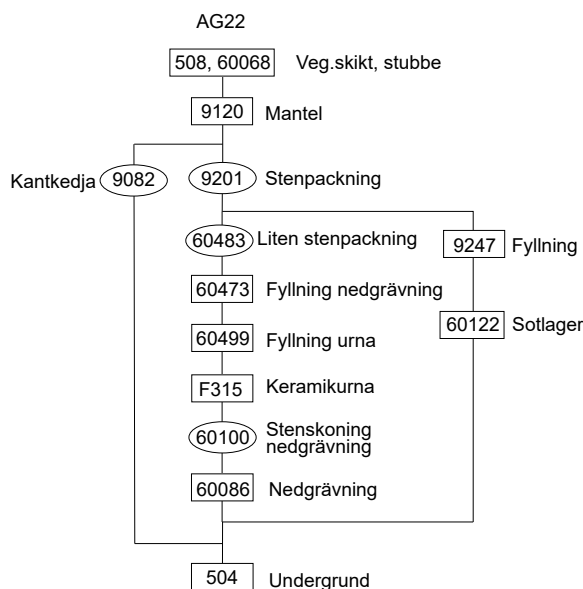 AG22
508, 60068 Veg.skikt, stubbe
9120 Mantel
Kantkedja 9082 9201 Stenpackning
60483 Liten stenpackning 9247 Fyllning
60473 Fyllning nedgrävning
60122 Sotlager
60499 Fyllning urna
F315 Keramikurna
60100 Stenskoning
nedgrävning
60086 Nedgrävning
504 Undergrund